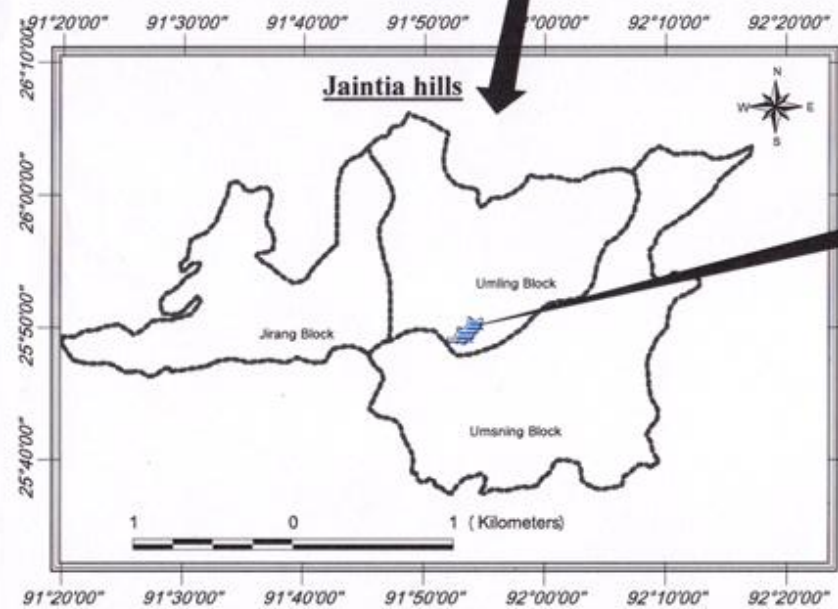 91°20'00" 91°30'00" 91°40'00" 91°50'00" 92°00'00" 92°10'00" 92°20'00"
26°10'00"
Jaintia hills
N
W E
S
26°00'00"
Umling Block
25°50'00"
Jirang Block
Umsning Block
25°40'00"
1 0 1 (Kilometers)
91°20'00" 91°30'00" 91°40'00" 91°50'00" 92°00'00" 92°10'00" 92°20'00"